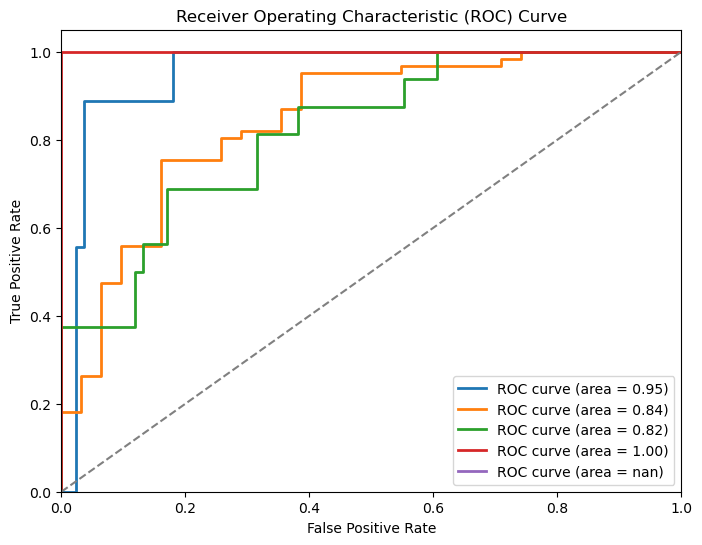 Receiver Operating Characteristic (ROC) Curve
1.0
0.8
0.6
0.4
0.2
0.0
True Positive Rate
ROC curve (area = 0.95)
ROC curve (area = 0.84)
ROC curve (area = 0.82)
ROC curve (area = 1.00)
ROC curve (area = nan)
0.0 0.2 0.4 0.6 0.8 1.0
False Positive Rate